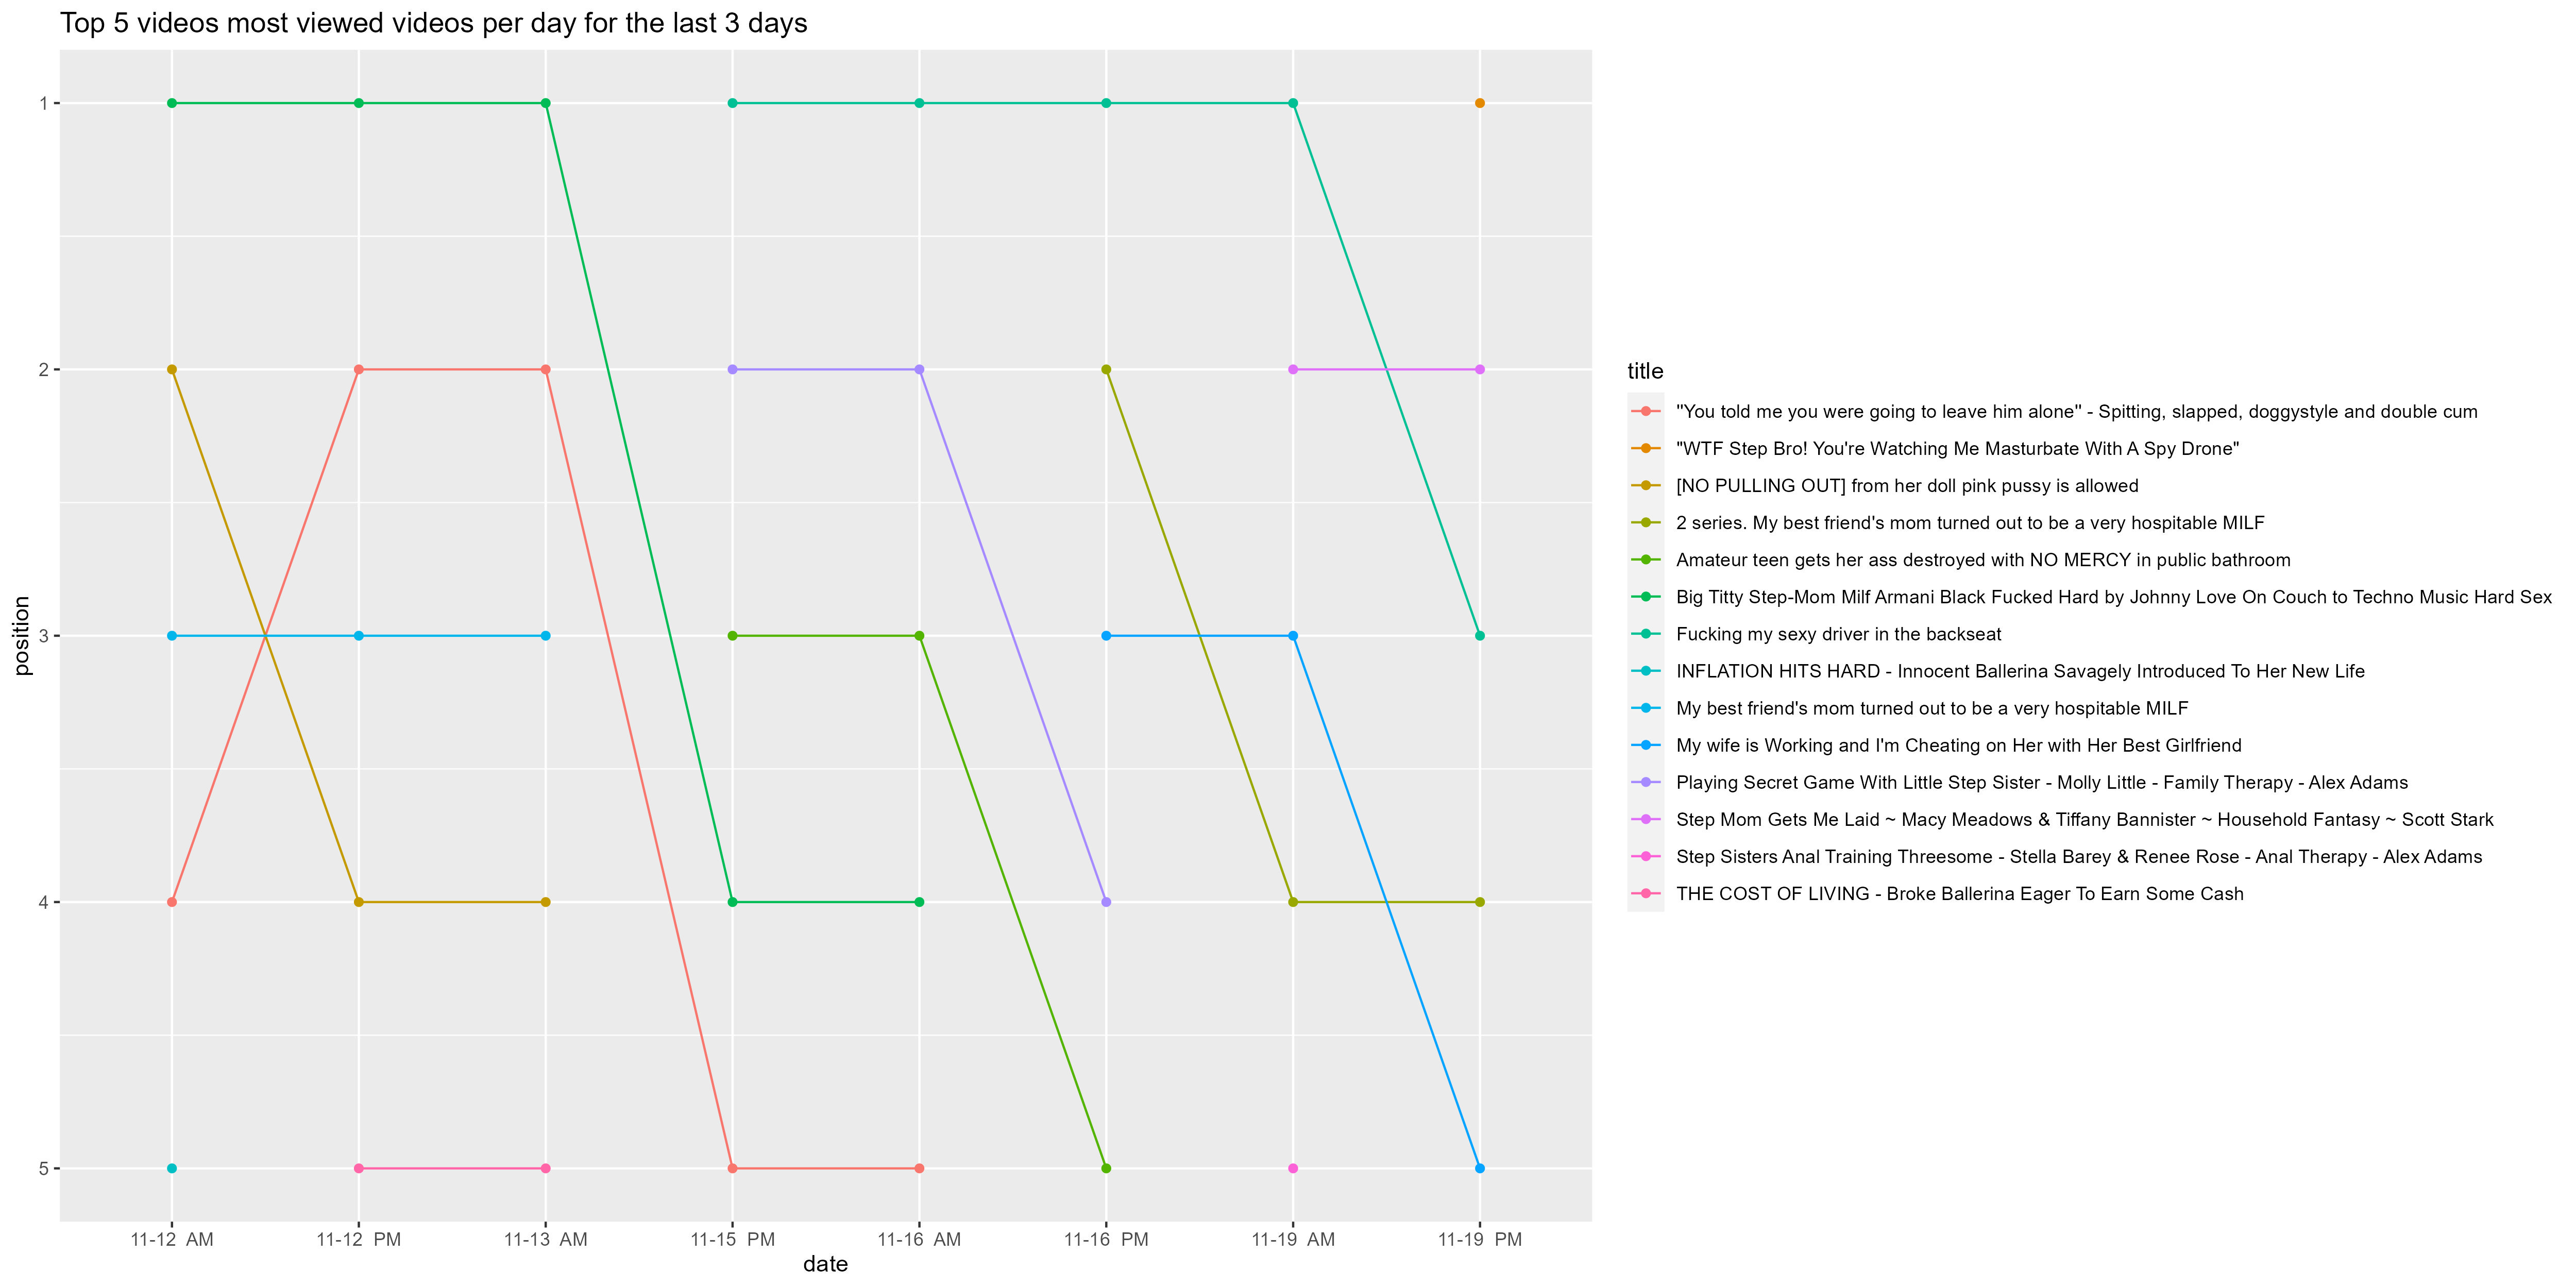 Top 5 videos most viewed videos per day for the last 3 days
position
1
2
3
4
5
11-12 AM
11-12 PM
11-13 AM
11-15 PM
11-16 AM
11-16 PM
11-19 AM
11-19 PM
date
title
"You told me you were going to leave him alone" - Spitting, slapped, doggystyle and double cum
"WTF Step Bro! You're Watching Me Masturbate With A Spy Drone"
[NO PULLING OUT] from her doll pink pussy is allowed
2 series. My best friend's mom turned out to be a very hospitable MILF
Amateur teen gets her ass destroyed with NO MERCY in public bathroom
Big Titty Step-Mom Milf Armani Black Fucked Hard by Johnny Love On Couch to Techno Music Hard Sex
Fucking my sexy driver in the backseat
INFLATION HITS HARD - Innocent Ballerina Savagely Introduced To Her New Life
My best friend's mom turned out to be a very hospitable MILF
My wife is Working and I'm Cheating on Her with Her Best Girlfriend
Playing Secret Game With Little Step Sister - Molly Little - Family Therapy - Alex Adams
Step Mom Gets Me Laid ~ Macy Meadows & Tiffany Bannister ~ Household Fantasy ~ Scott Stark
Step Sisters Anal Training Threesome - Stella Barey & Renee Rose - Anal Therapy - Alex Adams
THE COST OF LIVING - Broke Ballerina Eager To Earn Some Cash